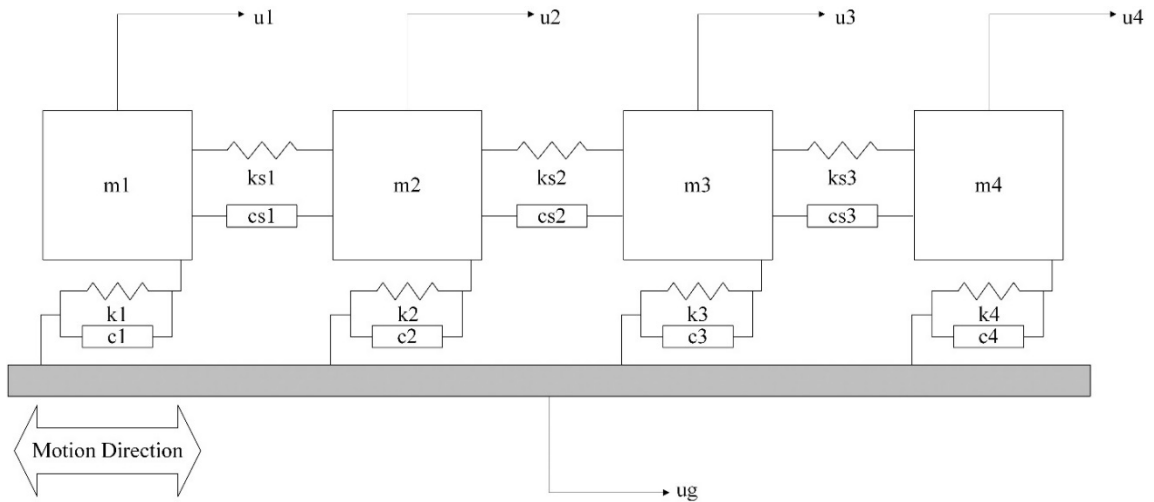 u1 u2 u3 u4
ks1 ks2 ks3
m1 m2 m3 m4
cs1 cs2 cs3
k1 k2 k3 k4
c1 c2 c3 c4
Motion Direction
ug